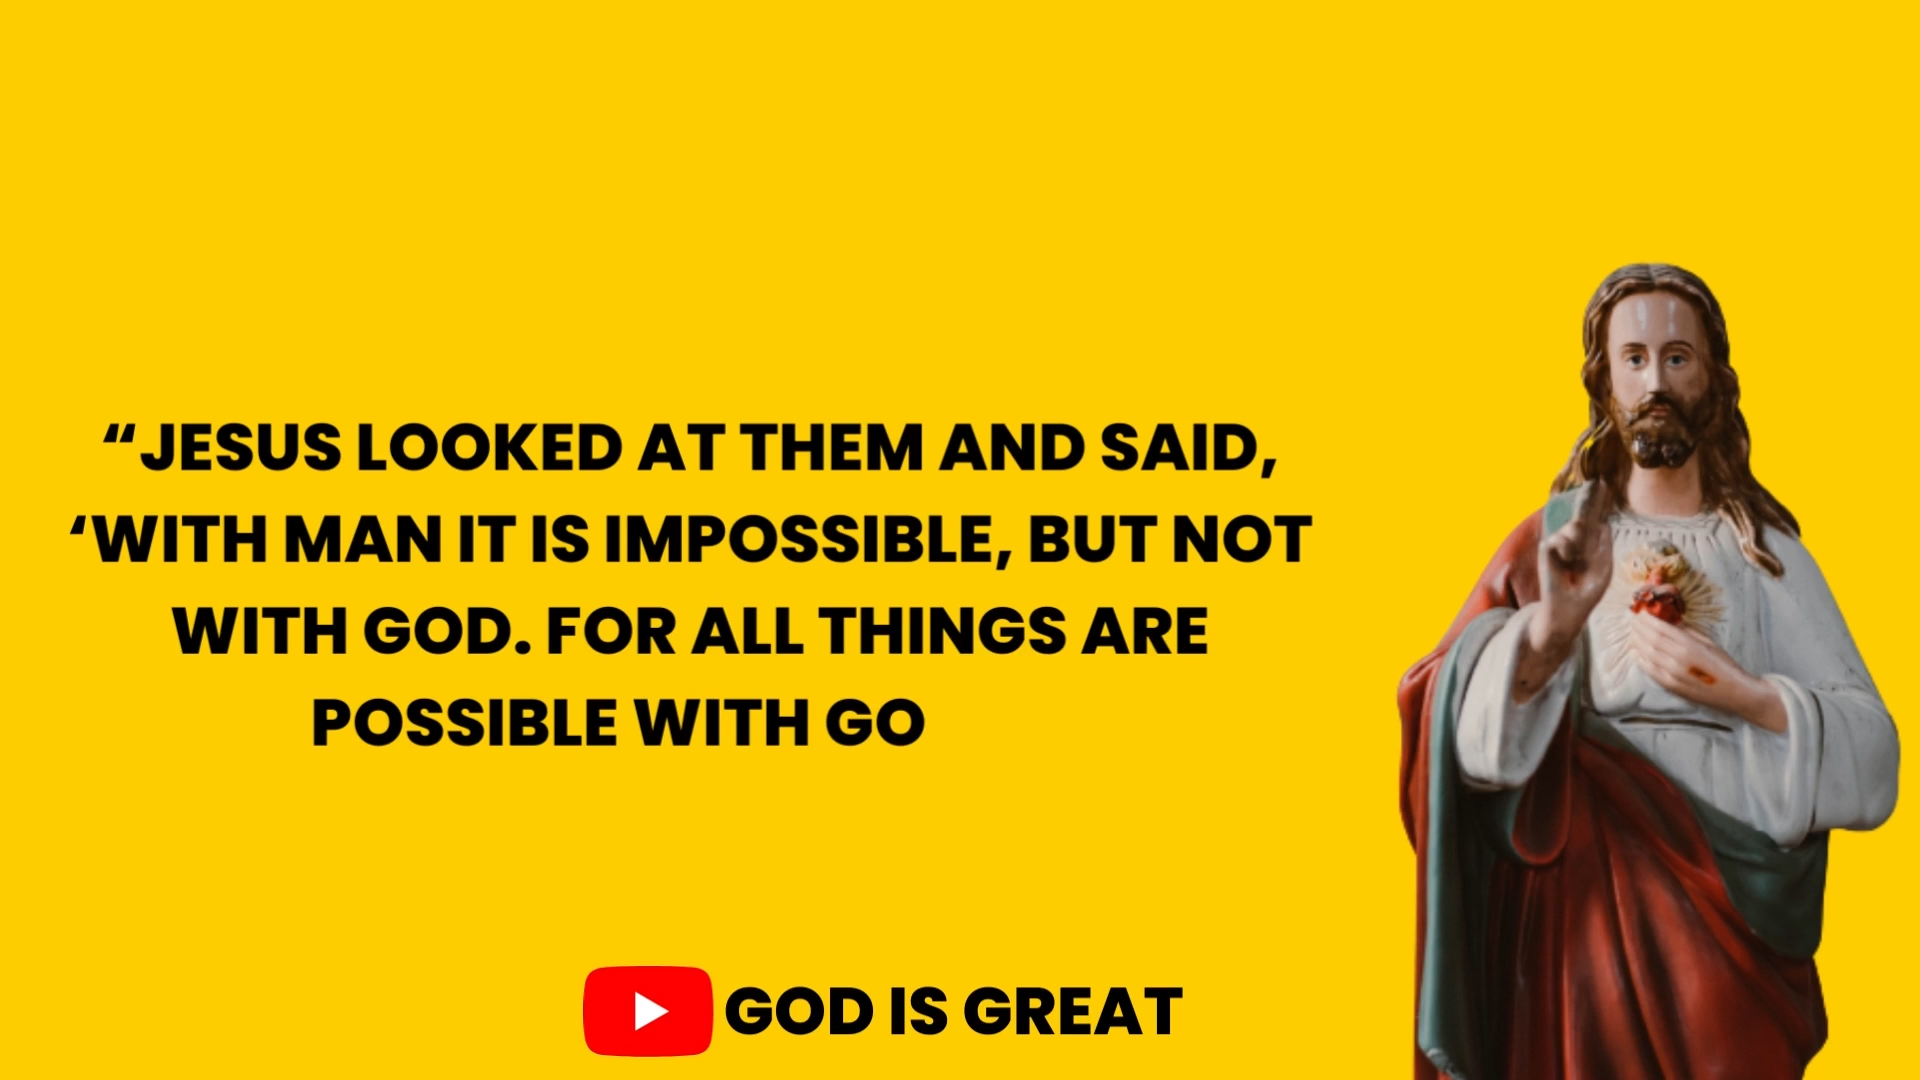 “JESUS LOOKED AT THEM AND SAID,
‘WITH MAN IT IS IMPOSSIBLE, BUT NOT
WITH GOD. FOR ALL THINGS ARE
POSSIBLE WITH GO
GOD IS GREAT